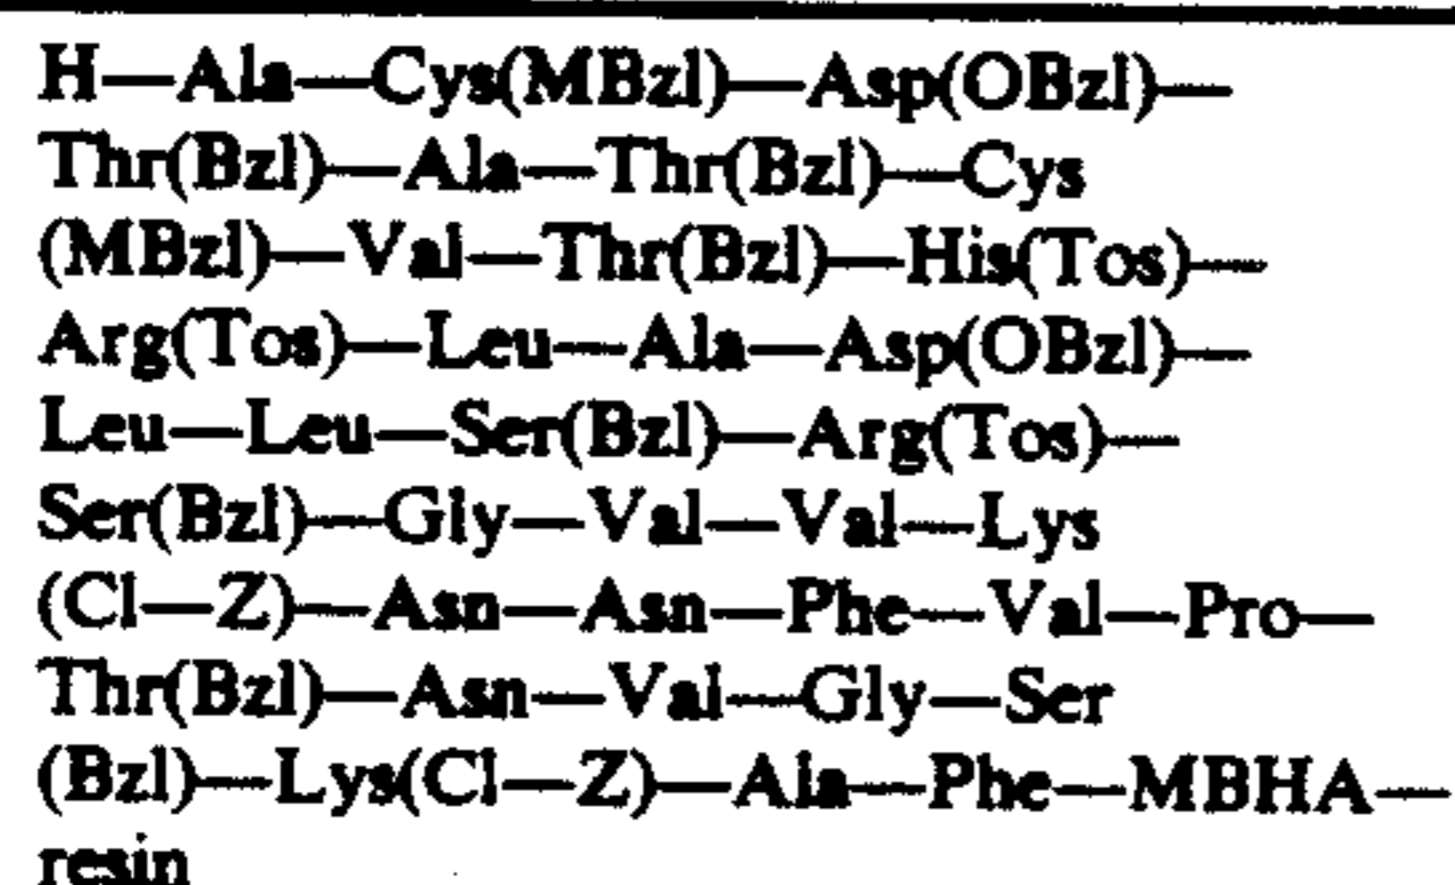 H—Ala—Cys(MBzl)—Asp(OBzl)—
Thr(Bzl)—Ala—Thr(Bzl)—Cys
(MBzl)—Val—Thr(Bzl)—His(Tos)—
Arg(Tos)—Leu—Ala—Asp(OBzl)—
Leu—Leu—Ser(Bzl)—Arg(Tos)—
Ser(Bzl)—Gly—Val—Val—Lys
(Cl—Z)—Asn—Asn—Phe—Val—Pro—
Thr(Bzl)—Asn—Val—Gly—Ser
(Bzl)—Lys(Cl—Z)—Ala—Phe—MBHA—
resin